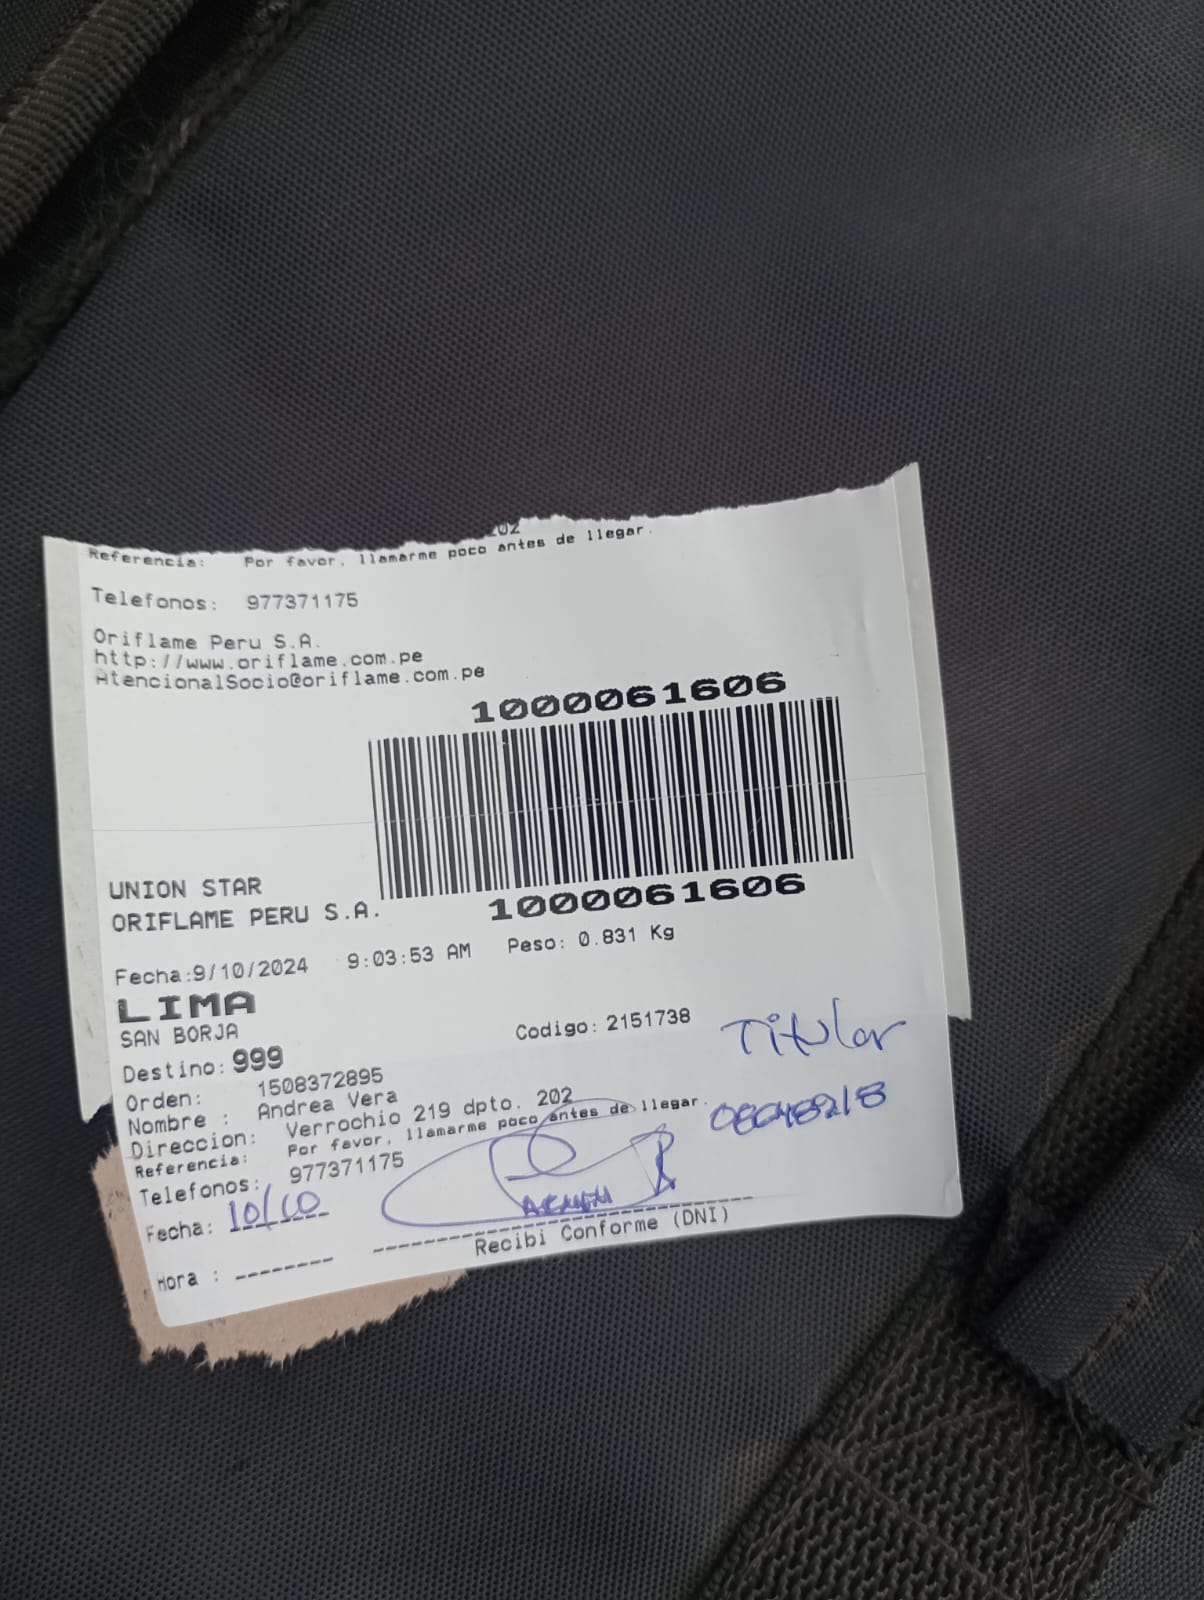 202
Referencia: Por favor, llamarme poco antes de llegar.
Telefonos: 977371175
Oriflame Peru S.A.
http://www.oriflame.com.pe
AtencionalSocio@oriflame.com.pe
1000061606
1000061606
UNION STAR
ORIFLAME PERU S.A.
Fecha:9/10/2024 9:03:53 AM Peso: 0.831 Kg
LIMA
SAN BORJA
Codigo: 2151738
Titular
Destino: 999
Orden: 1508372895
Nombre : Andrea Vera
Direccion: Verrochio 219 dpto. 202
Referencia: Por favor, llamarme poco antes de llegar.
Telefonos: 977371175
Fecha: 10/10
Recibi Conforme (DNI)
Hora : --------